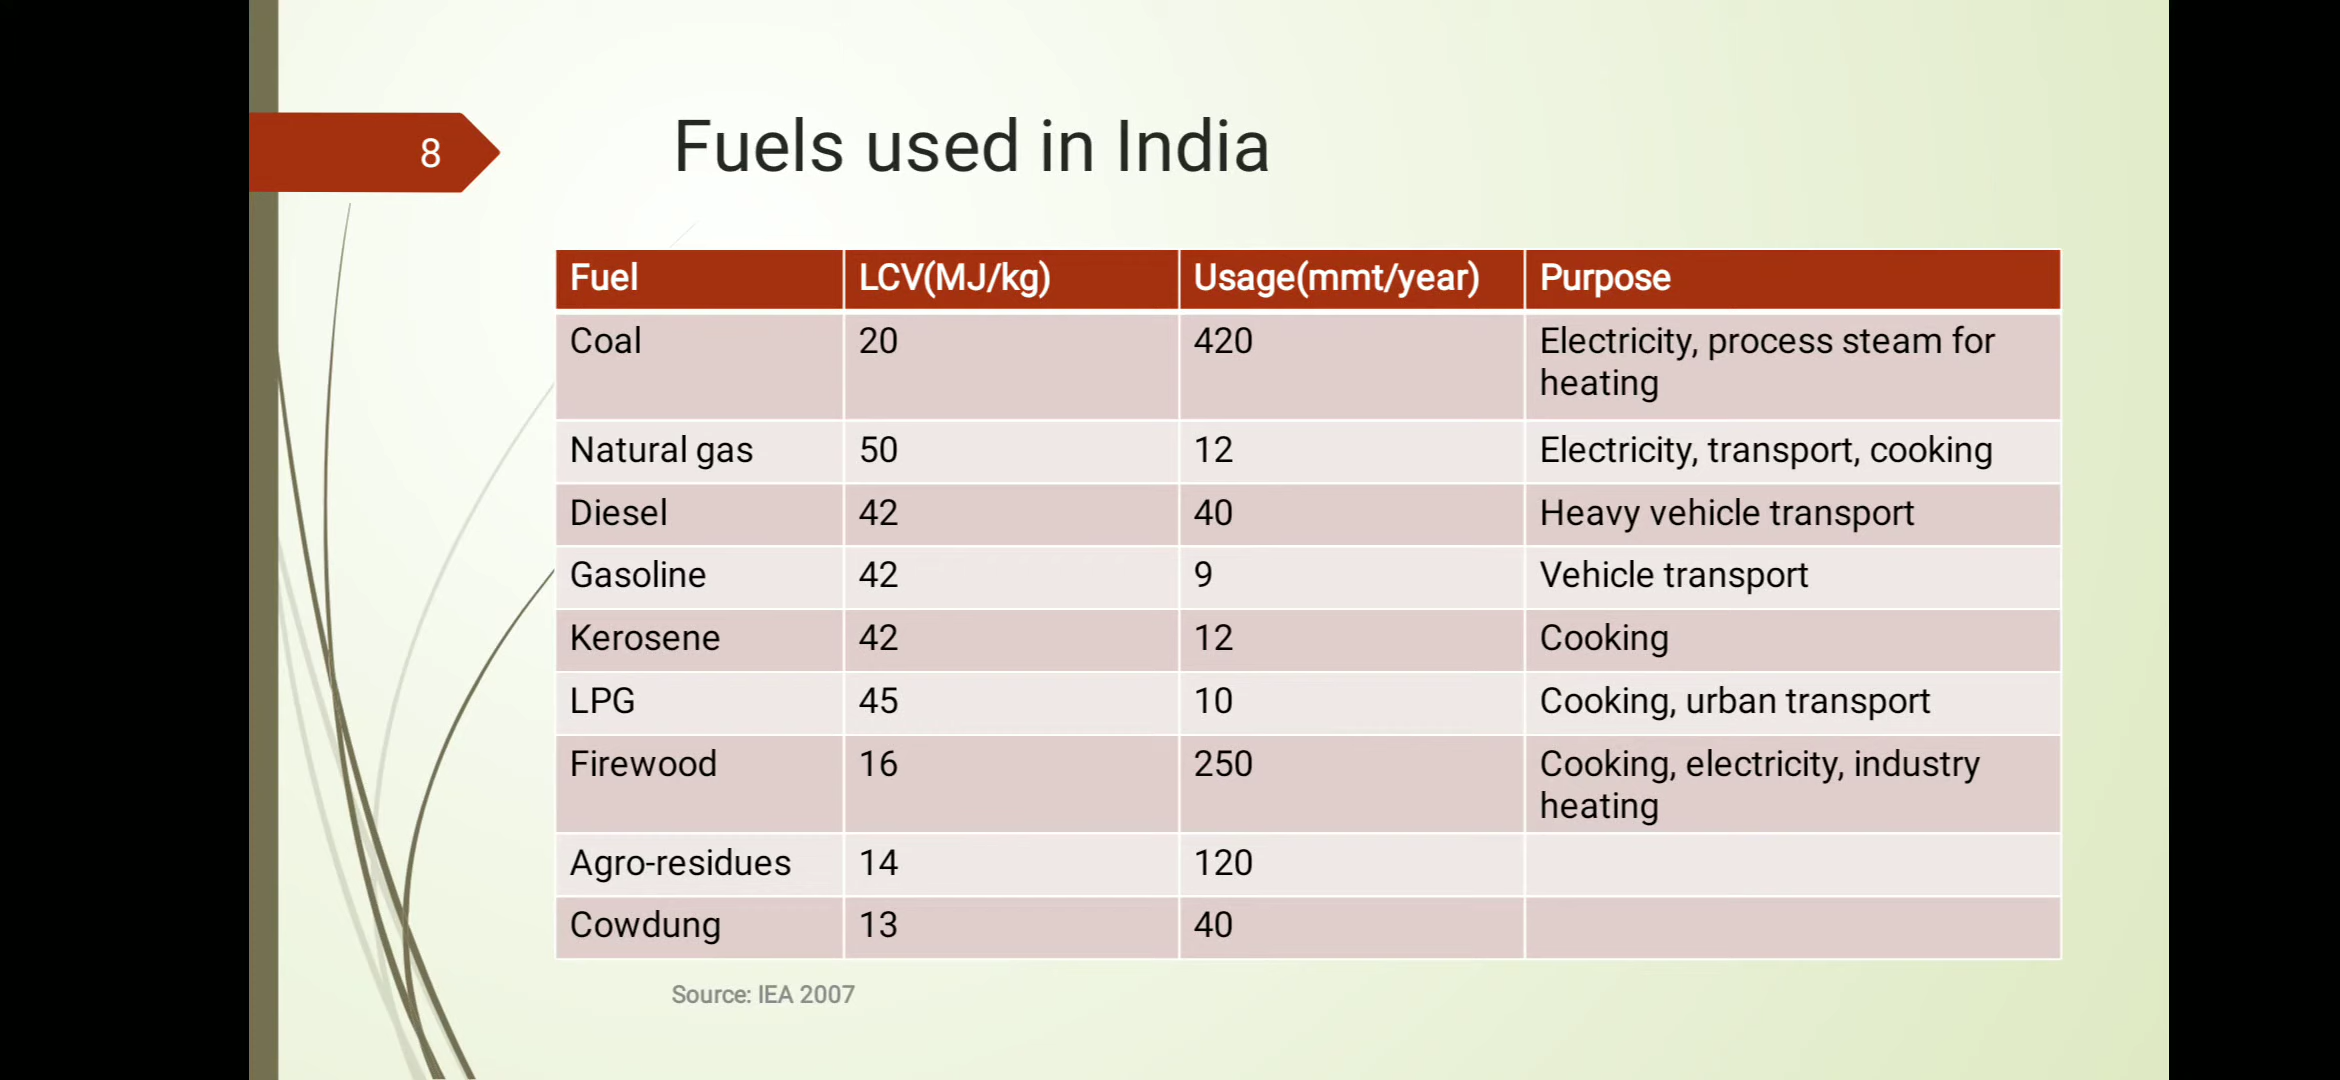 8
Fuels used in India
Fuel LCV(MJ/kg) Usage(mmt/year) Purpose
Coal 20 420 Electricity, process steam for
heating
Natural gas 50 12 Electricity, transport, cooking
Diesel 42 40 Heavy vehicle transport
Gasoline 42 9 Vehicle transport
Kerosene 42 12 Cooking
LPG 45 10 Cooking, urban transport
Firewood 16 250 Cooking, electricity, industry
heating
Agro-residues 14 120
Cowdung 13 40
Source: IEA 2007